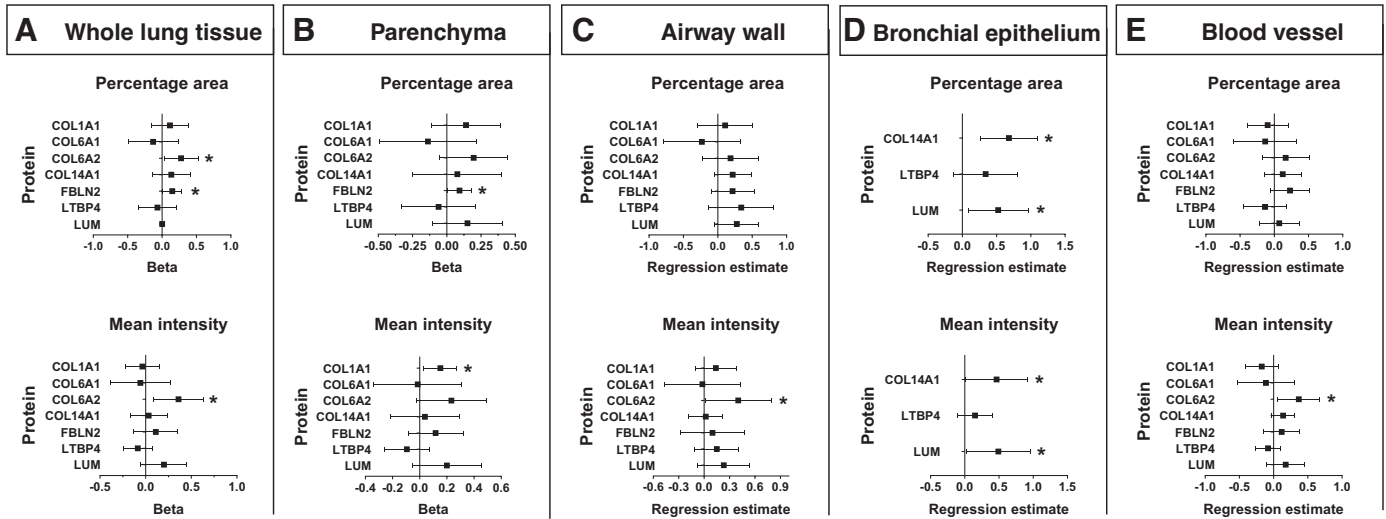 A Whole lung tissue
Percentage area
Protein
COL1A1
COL6A1
COL6A2 *
COL14A1
FBLN2 *
LTBP4
LUM
-1.0 -0.5 0.0 0.5 1.0
Beta
Mean intensity
Protein
COL1A1
COL6A1
COL6A2 *
COL14A1
FBLN2
LTBP4
LUM
-0.5 0.0 0.5 1.0
Beta
B Parenchyma
Percentage area
Protein
COL1A1
COL6A1
COL6A2
COL14A1
FBLN2 *
LTBP4
LUM
-0.50 -0.25 0.00 0.25 0.50
Beta
Mean intensity
Protein
COL1A1 *
COL6A1
COL6A2
COL14A1
FBLN2
LTBP4
LUM
-0.4 -0.2 0.0 0.2 0.4 0.6
Beta
C Airway wall
Percentage area
Protein
COL1A1
COL6A1
COL6A2
COL14A1
FBLN2
LTBP4
LUM
-1.0 -0.5 0.0 0.5 1.0
Regression estimate
Mean intensity
Protein
COL1A1
COL6A1
COL6A2 *
COL14A1
FBLN2
LTBP4
LUM
-0.6 -0.3 0.0 0.3 0.6 0.9
Regression estimate
D Bronchial epithelium
Percentage area
Protein
COL14A1 *
LTBP4
LUM *
-0.5 0.0 0.5 1.0 1.5
Regression estimate
Mean intensity
Protein
COL14A1 *
LTBP4
LUM *
-0.5 0.0 0.5 1.0 1.5
Regression estimate
E Blood vessel
Percentage area
Protein
COL1A1
COL6A1
COL6A2
COL14A1
FBLN2
LTBP4
LUM
-1.0 -0.5 0.0 0.5 1.0
Regression estimate
Mean intensity
Protein
COL1A1
COL6A1
COL6A2 *
COL14A1
FBLN2
LTBP4
LUM
-1.0 -0.5 0.0 0.5 1.0
Regression estimate